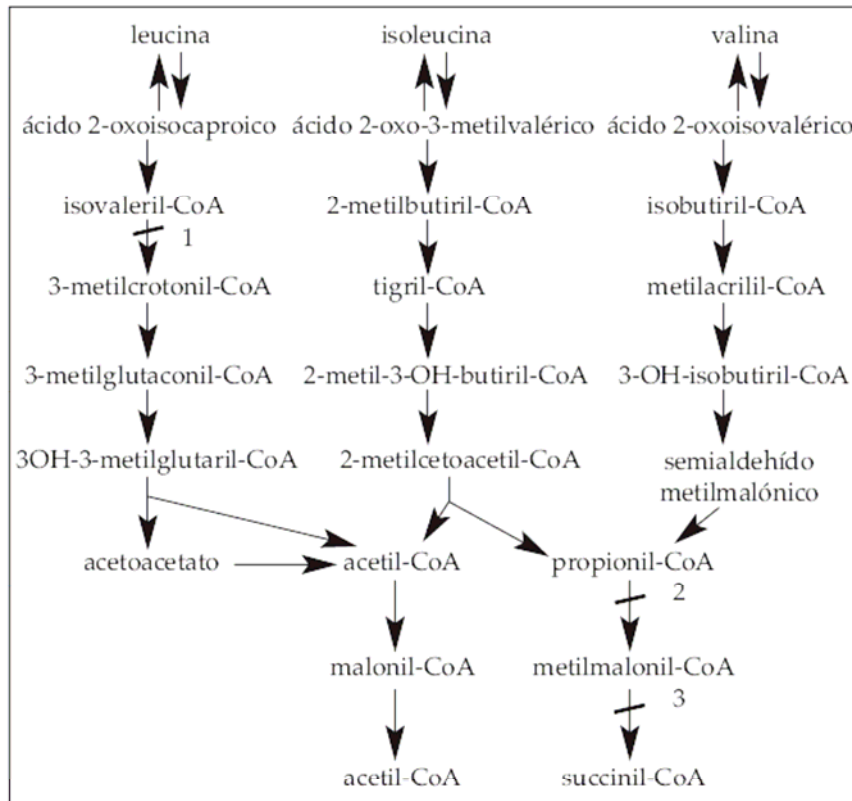 leucina isoleucina valina
ácido 2-oxoisocaproico ácido 2-oxo-3-metilvalérico ácido 2-oxoisovalérico
isovaleril-CoA 2-metilbutiril-CoA isobutiril-CoA
1
3-metilcrotonil-CoA tigril-CoA metilacrilil-CoA
3-metilglutaconil-CoA 2-metil-3-OH-butiril-CoA 3-OH-isobutiril-CoA
3OH-3-metilglutaril-CoA 2-metilcetoacetil-CoA semialdehído
metilmalónico
acetoacetato acetil-CoA propionil-CoA
2
malonil-CoA metilmalonil-CoA
3
acetil-CoA succinil-CoA